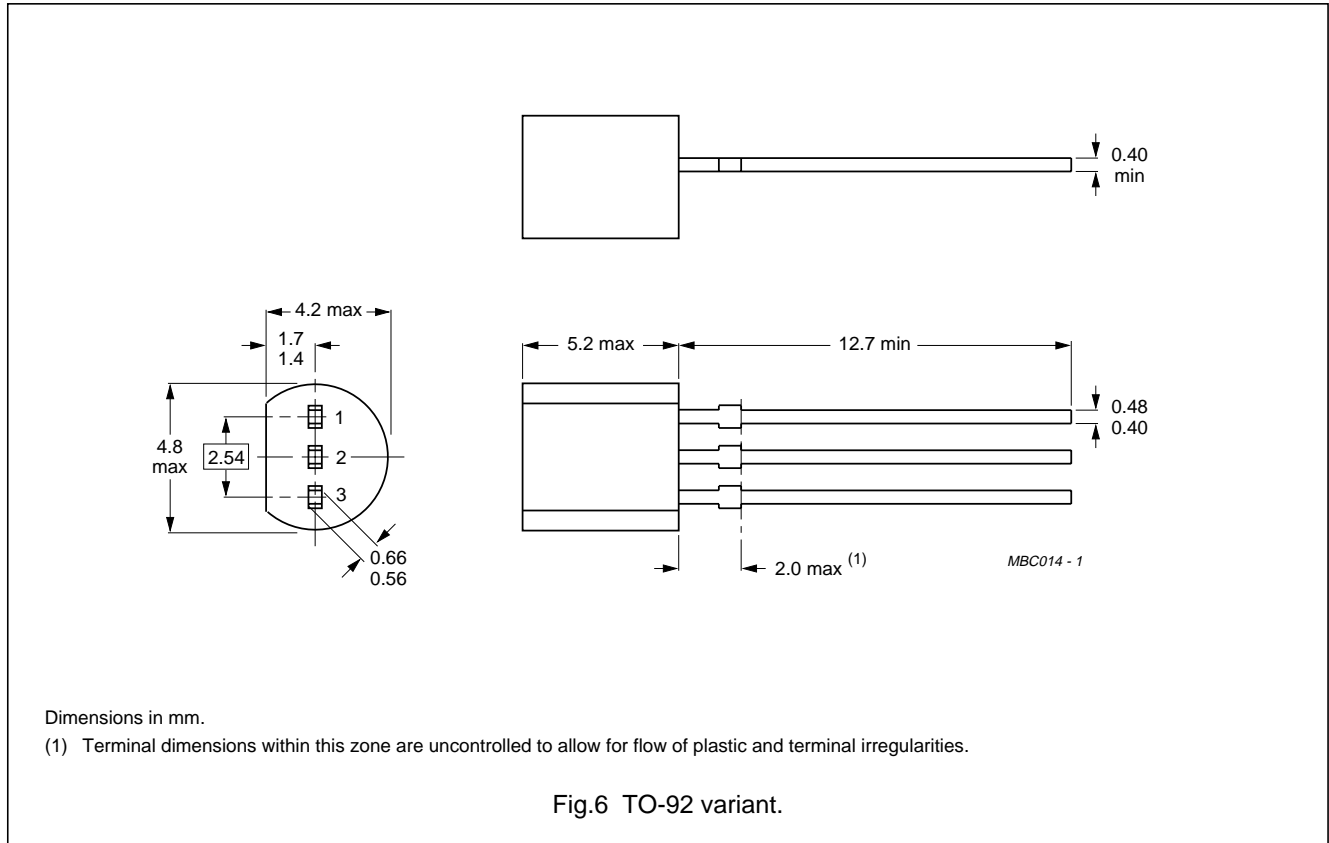 0.40
min
4.2 max
1.7
1.4
5.2 max
12.7 min
0.48
0.40
1
4.8
max
2.54
2
3
0.66
0.56
2.0 max (1)
MBC014 - 1
Dimensions in mm.
(1) Terminal dimensions within this zone are uncontrolled to allow for flow of plastic and terminal irregularities.
Fig.6 TO-92 variant.